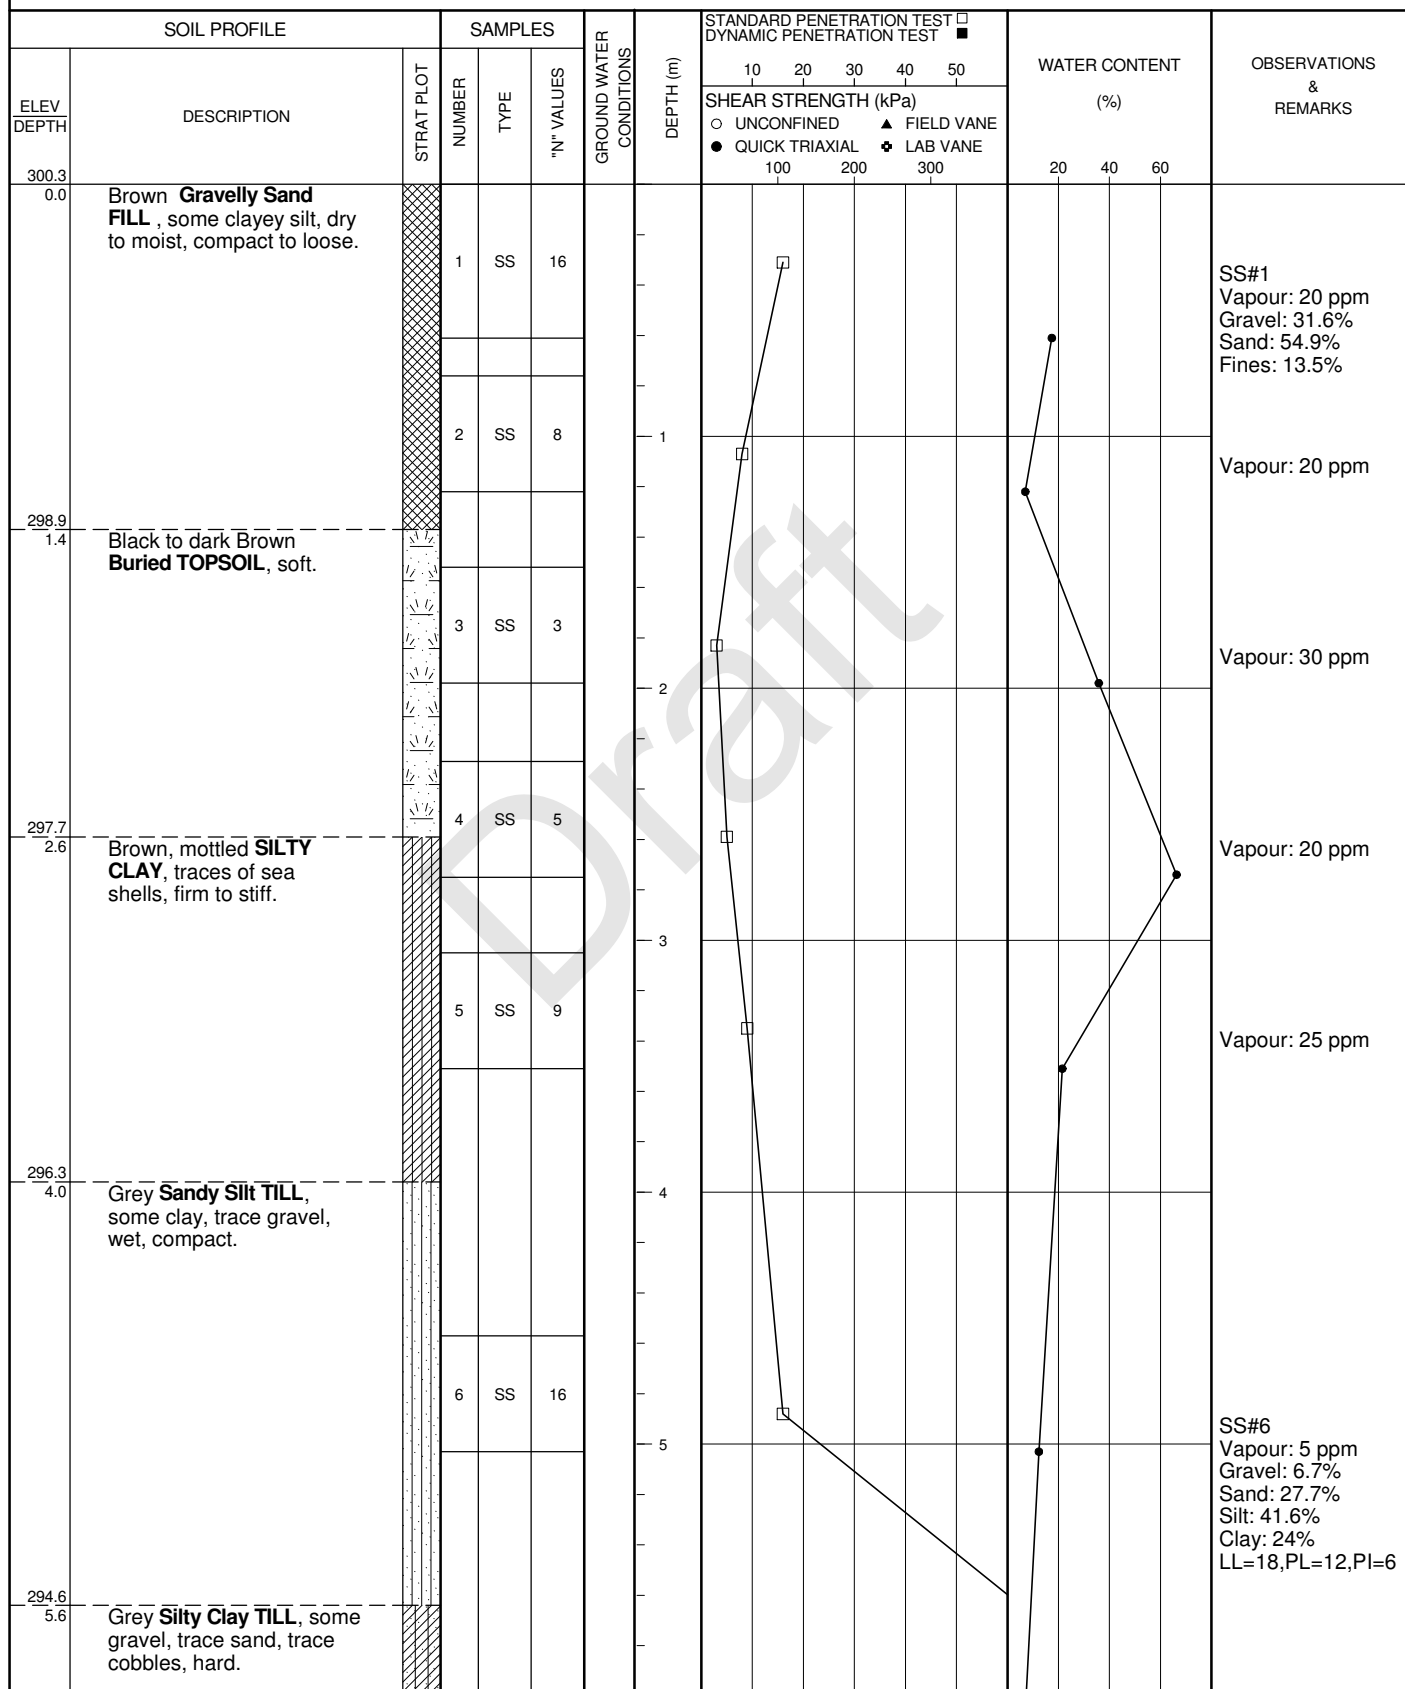 SOIL PROFILE
SAMPLES
GROUND WATER
CONDITIONS
DEPTH (m)
STANDARD PENETRATION TEST
DYNAMIC PENETRATION TEST
10 20 30 40 50
SHEAR STRENGTH (kPa)
UNCONFINED FIELD VANE
QUICK TRIAXIAL LAB VANE
100 200 300
WATER CONTENT
(%)
20 40 60
OBSERVATIONS
&
REMARKS
ELEV
DEPTH
DESCRIPTION
STRAT PLOT
NUMBER
TYPE
"N" VALUES
300.3
0.0
Brown Gravelly Sand
FILL , some clayey silt, dry
to moist, compact to loose.
1 SS 16
SS#1
Vapour: 20 ppm
Gravel: 31.6%
Sand: 54.9%
Fines: 13.5%
2 SS 8
1
Vapour: 20 ppm
298.9
1.4
Black to dark Brown
Buried TOPSOIL, soft.
3 SS 3
Vapour: 30 ppm
2
4 SS 5
297.7
2.6
Brown, mottled SILTY
CLAY, traces of sea
shells, firm to stiff.
Vapour: 20 ppm
3
5 SS 9
Vapour: 25 ppm
296.3
4.0
Grey Sandy SIlt TILL,
some clay, trace gravel,
wet, compact.
4
6 SS 16
5
SS#6
Vapour: 5 ppm
Gravel: 6.7%
Sand: 27.7%
Silt: 41.6%
Clay: 24%
LL=18,PL=12,PI=6
294.6
5.6
Grey Silty Clay TILL, some
gravel, trace sand, trace
cobbles, hard.
Draft